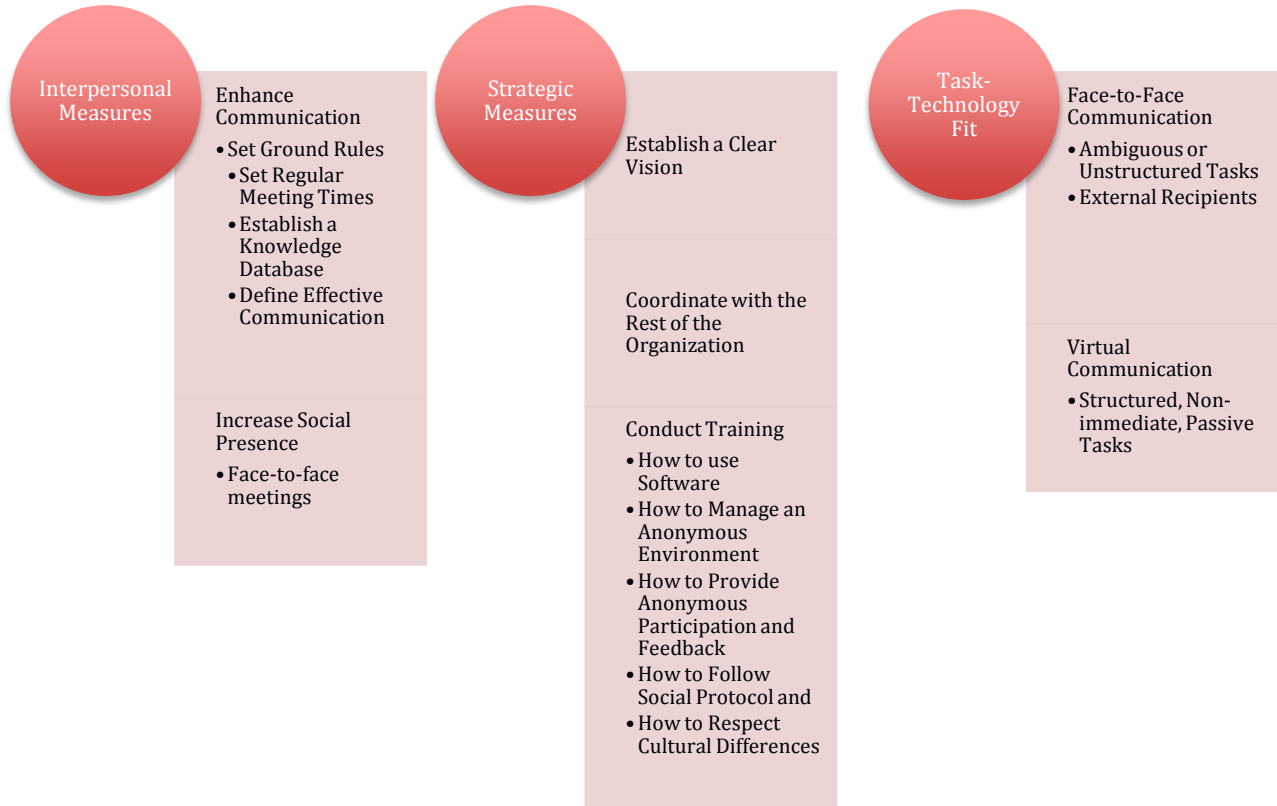 Interpersonal
Measures
Enhance
Communication
• Set Ground Rules
• Set Regular
Meeting Times
• Establish a
Knowledge
Database
• Define Effective
Communication
Increase Social
Presence
• Face-to-face
meetings
Strategic
Measures
Establish a Clear
Vision
Coordinate with the
Rest of the
Organization
Conduct Training
• How to use
Software
• How to Manage an
Anonymous
Environment
• How to Provide
Anonymous
Participation and
Feedback
• How to Follow
Social Protocol and
• How to Respect
Cultural Differences
Task-
Technology
Fit
Face-to-Face
Communication
• Ambiguous or
Unstructured Tasks
• External Recipients
Virtual
Communication
• Structured, Non-
immediate, Passive
Tasks